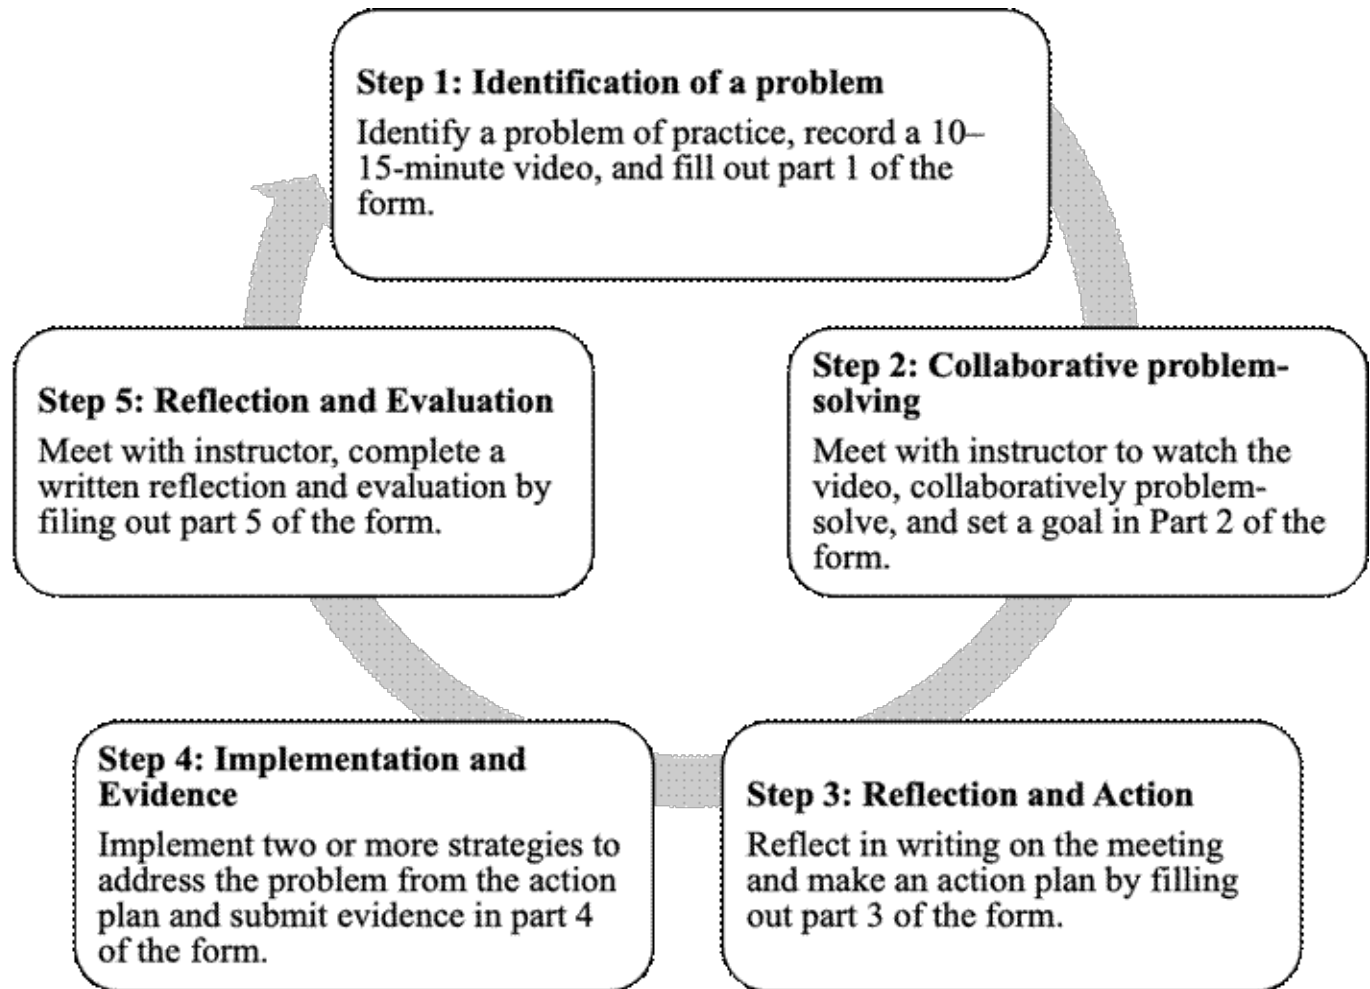 Step 1: Identification of a problem
Identify a problem of practice, record a 10–
15-minute video, and fill out part 1 of the
form.
Step 2: Collaborative problem-
solving
Meet with instructor to watch the
video, collaboratively problem-
solve, and set a goal in Part 2 of the
form.
Step 3: Reflection and Action
Reflect in writing on the meeting
and make an action plan by filling
out part 3 of the form.
Step 4: Implementation and
Evidence
Implement two or more strategies to
address the problem from the action
plan and submit evidence in part 4
of the form.
Step 5: Reflection and Evaluation
Meet with instructor, complete a
written reflection and evaluation by
filing out part 5 of the form.